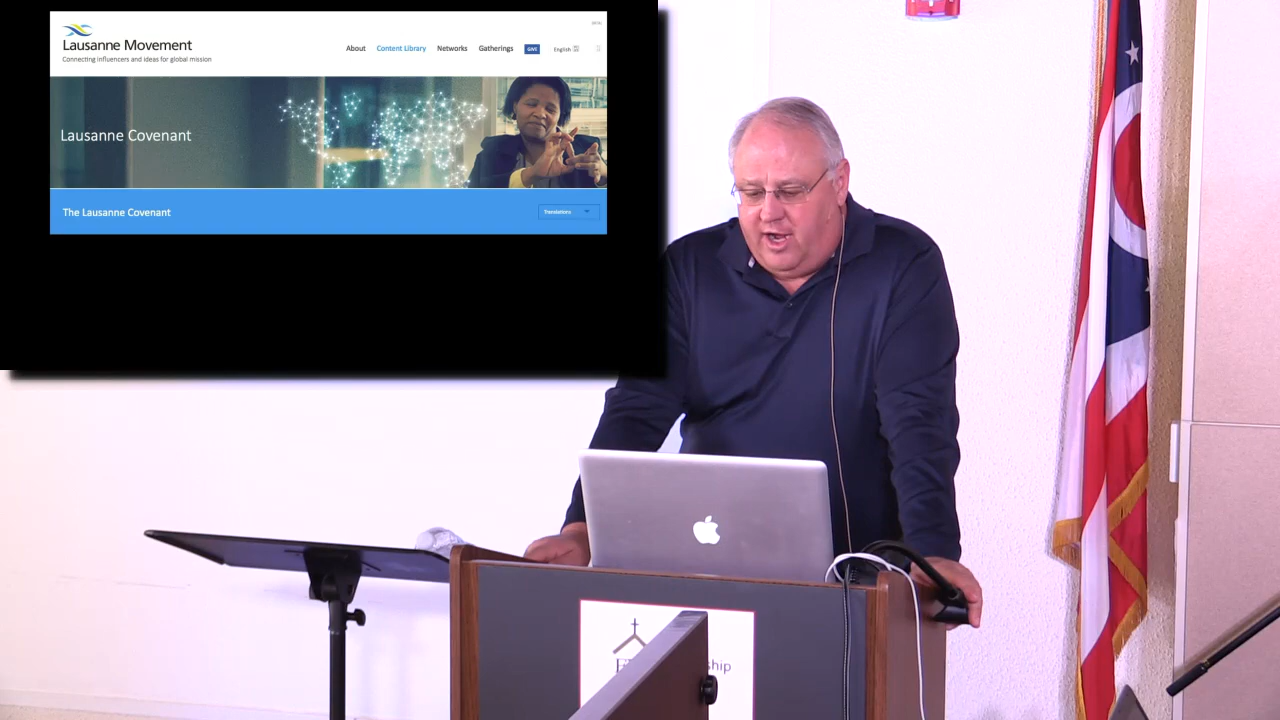 Lausanne Movement
Connecting influencers and ideas for global mission
About Content Library Networks Gatherings GIVE English
Lausanne Covenant
The Lausanne Covenant
Translations